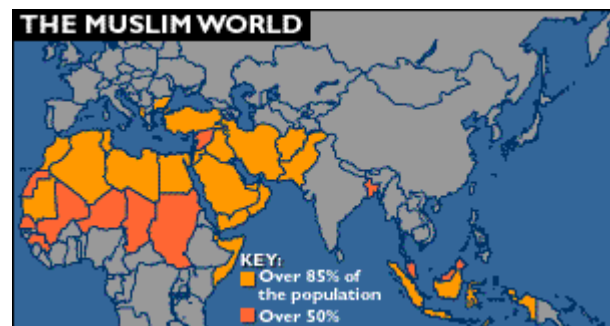 THE MUSLIM WORLD
KEY:
Over 85% of
the population
Over 50%